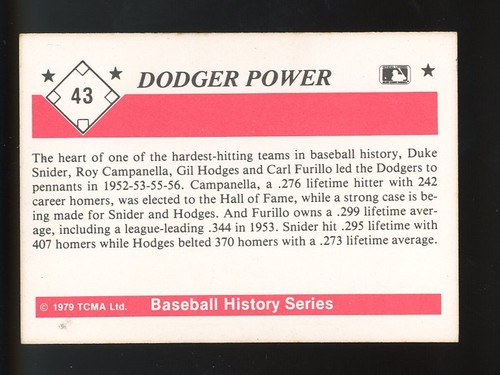 43
DODGER POWER
The heart of one of the hardest-hitting teams in baseball history, Duke
Snider, Roy Campanella, Gil Hodges and Carl Furillo led the Dodgers to
pennants in 1952-53-55-56. Campanella, a .276 lifetime hitter with 242
career homers, was elected to the Hall of Fame, while a strong case is be-
ing made for Snider and Hodges. And Furillo owns a .299 lifetime aver-
age, including a league-leading .344 in 1953. Snider hit .295 lifetime with
407 homers while Hodges belted 370 homers with a .273 lifetime average.
© 1979 TCMA Ltd. Baseball History Series